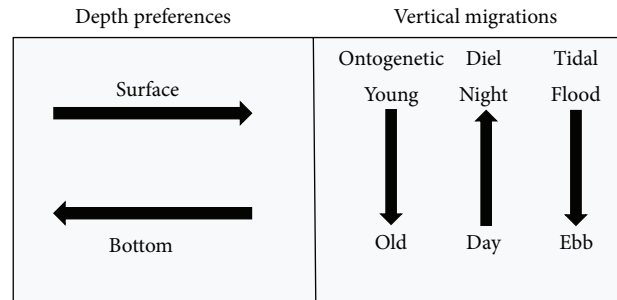 Depth preferences
Vertical migrations
Surface
Bottom
Ontogenetic Diel Tidal
Young Night Flood
Old Day Ebb